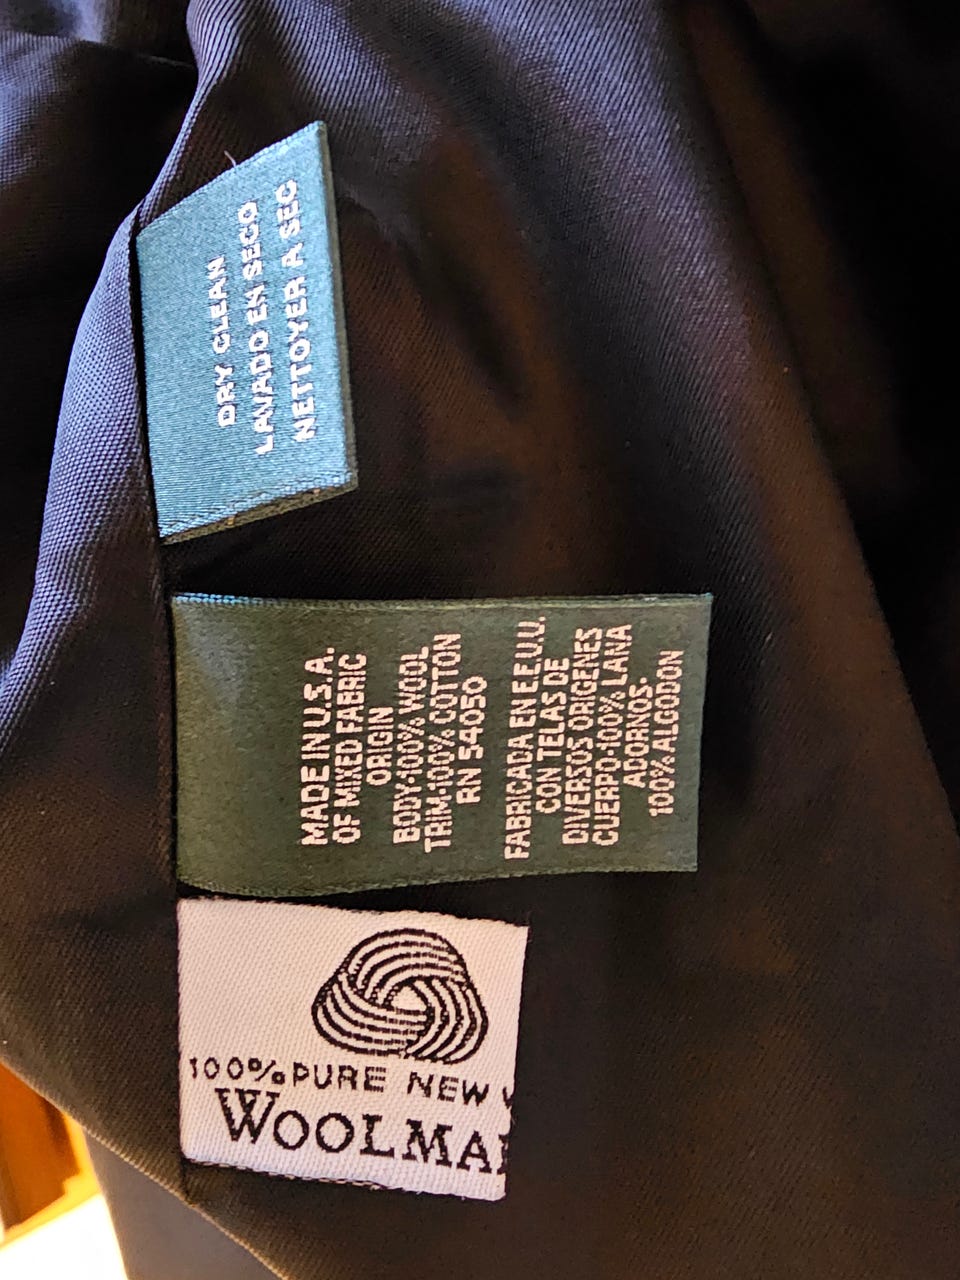 DRY CLEAN
LAVADO EN SECO
NETTOYER A SEC
MADE IN U.S.A.
OF MIXED FABRIC
ORIGIN
BODY-100% WOOL
TRIM-100% COTTON
RN 54050
FABRICADA EN E.E.U.U.
CON TELAS DE
DIVERSOS ORIGENES
CUERPO-100% LANA
ADORNOS-
100% ALGODON
100% PURE NEW
WOOLMA